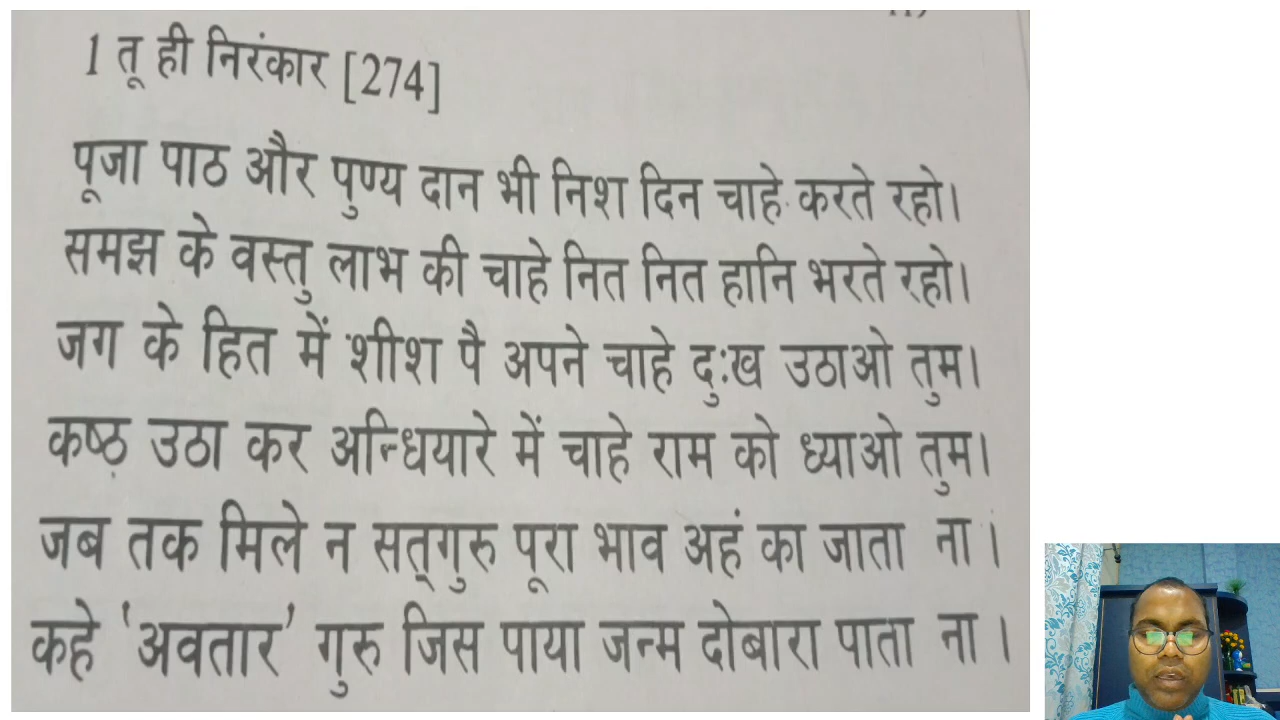 1 तू ही निरंकार [274]
पूजा पाठ और पुण्य दान भी निश दिन चाहे करते रहो।
समझ के वस्तु लाभ की चाहे नित नित हानि भरते रहो।
जग के हित में शीश पै अपने चाहे दुःख उठाओ तुम।
कष्ठ उठा कर अन्धियारे में चाहे राम को ध्याओ तुम।
जब तक मिले न सत्गुरु पूरा भाव अहं का जाता ना।
कहे 'अवतार' गुरु जिस पाया जन्म दोबारा पाता ना।